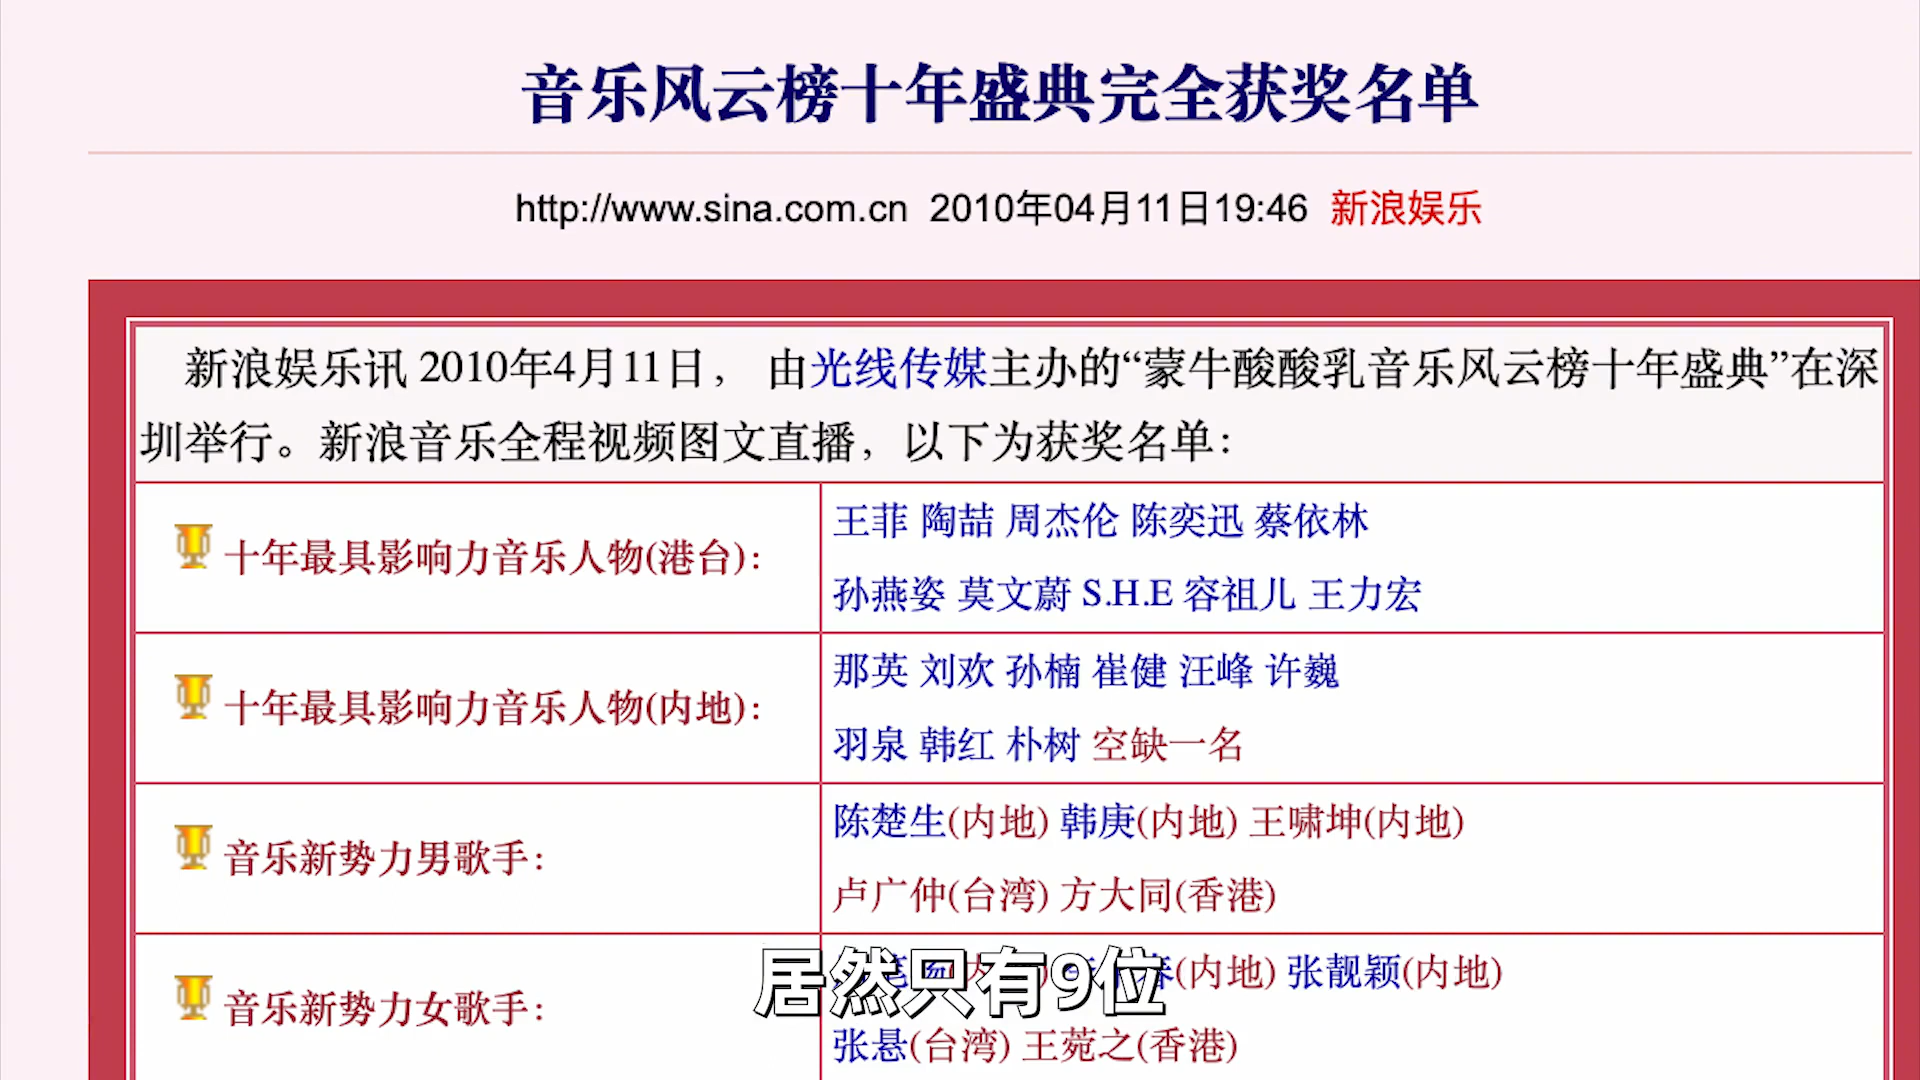 音乐风云榜十年盛典完全获奖名单
http://www.sina.com.cn 2010年04月11日19:46 新浪娱乐
新浪娱乐讯 2010年4月11日， 由光线传媒主办的“蒙牛酸酸乳音乐风云榜十年盛典”在深
圳举行。新浪音乐全程视频图文直播，以下为获奖名单：
十年最具影响力音乐人物(港台)：
王菲 陶喆 周杰伦 陈奕迅 蔡依林
孙燕姿 莫文蔚 S.H.E 容祖儿 王力宏
十年最具影响力音乐人物(内地)：
那英 刘欢 孙楠 崔健 汪峰 许巍
羽泉 韩红 朴树 空缺一名
音乐新势力男歌手：
陈楚生(内地) 韩庚(内地) 王啸坤(内地)
卢广仲(台湾) 方大同(香港)
音乐新势力女歌手：
春(内地) 张靓颖(内地)
张悬(台湾) 王菀之(香港)
居然只有9位